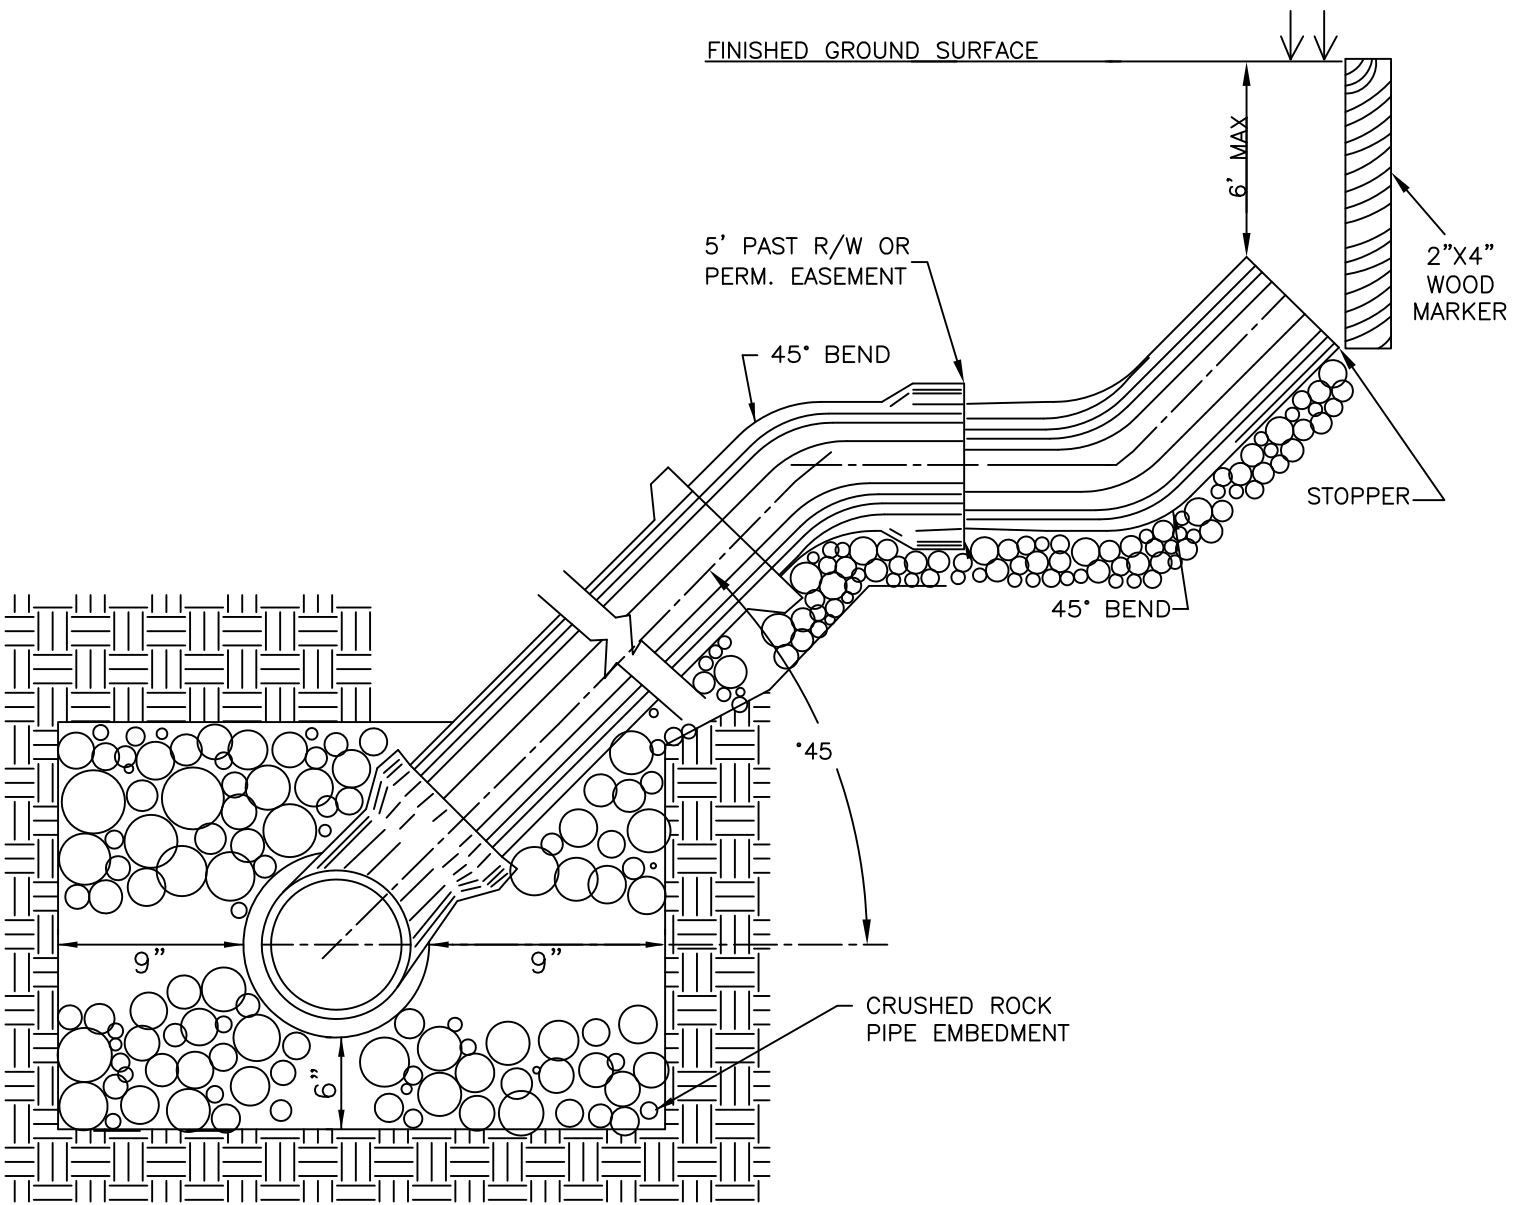 FINISHED GROUND SURFACE
6' MAX
5' PAST R/W OR
PERM. EASEMENT
2"X4"
WOOD
MARKER
45° BEND
STOPPER
45° BEND
°45
9"
9"
CRUSHED ROCK
PIPE EMBEDMENT
6"